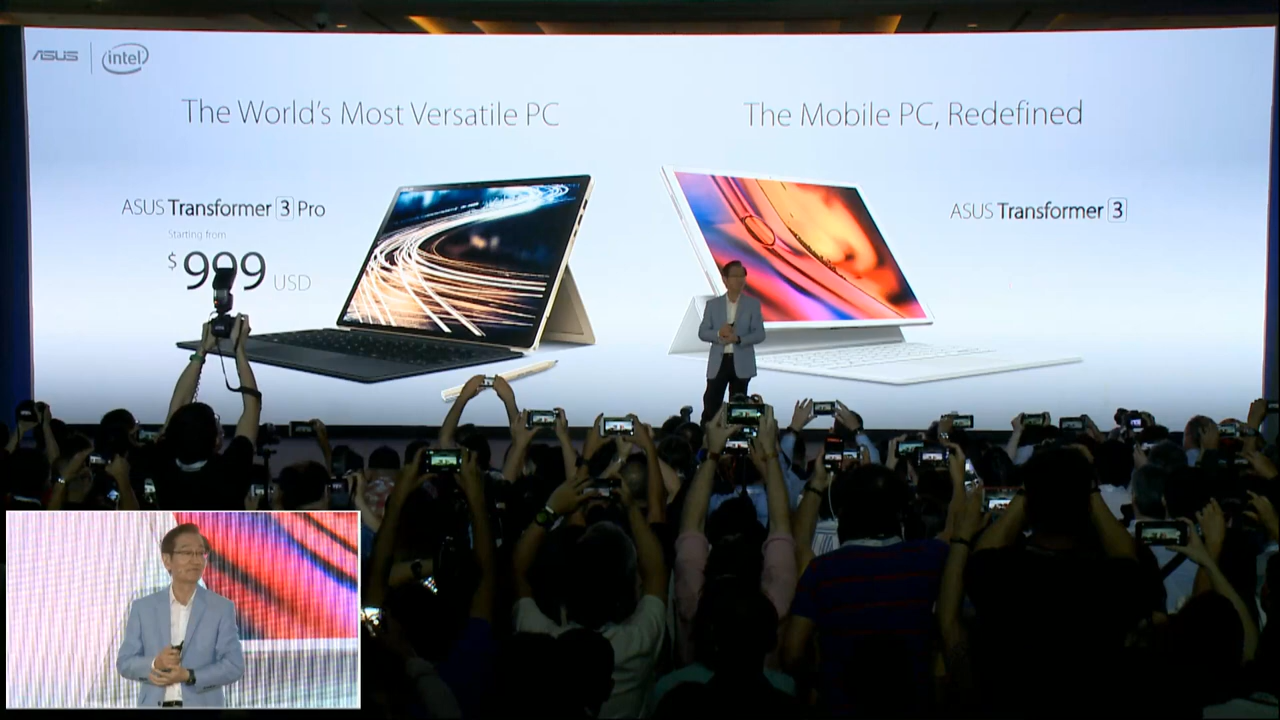 ASUS | intel
The World's Most Versatile PC
ASUS Transformer 3 Pro
Starting from
$999 USD
The Mobile PC, Redefined
ASUS Transformer 3